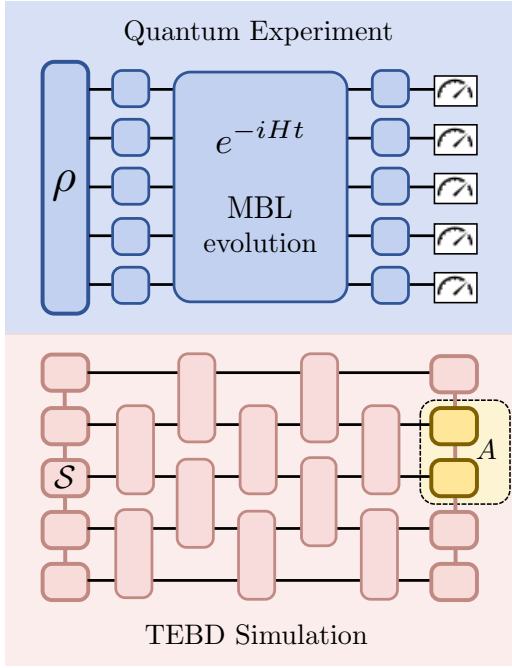 Quantum Experiment
ρ
e^{-iHt}
MBL
evolution
S
A
TEBD Simulation